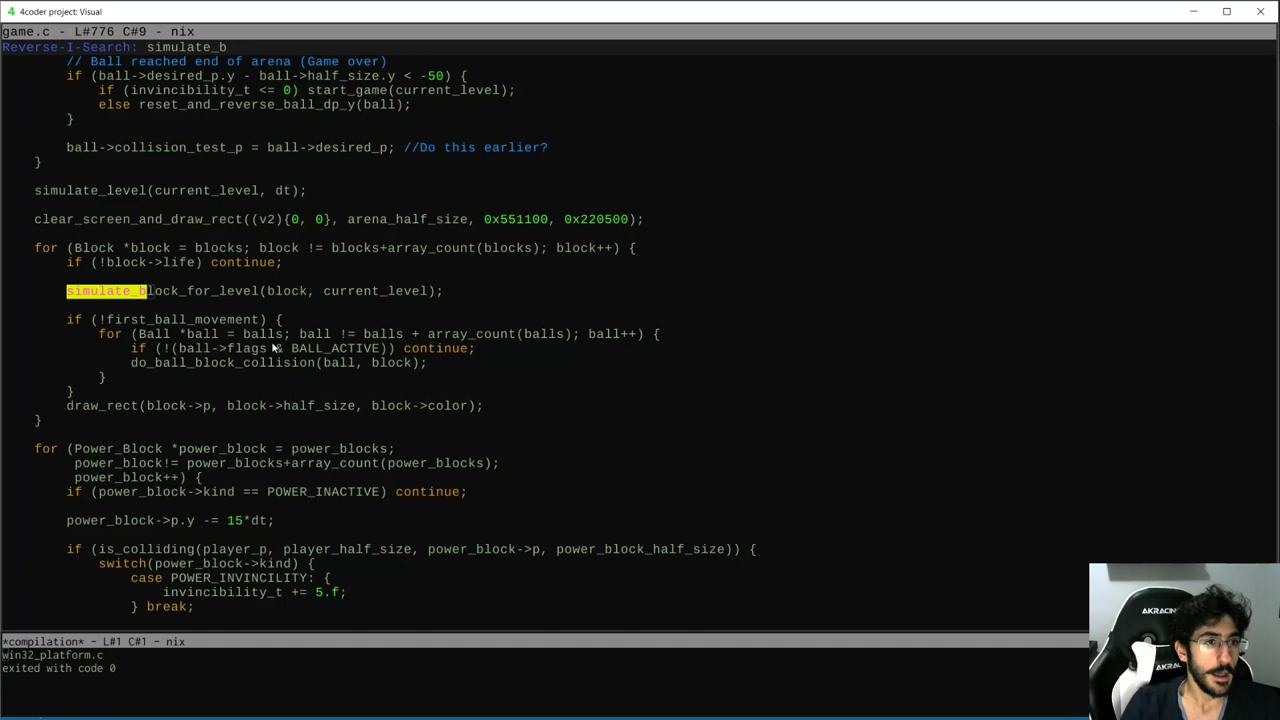 4 4coder project: Visual
game.c - L#776 C#9 - nix
Reverse-I-Search: simulate_b
// Ball reached end of arena (Game over)
if (ball->desired_p.y - ball->half_size.y < -50) {
if (invincibility_t <= 0) start_game(current_level);
else reset_and_reverse_ball_dp_y(ball);
}
ball->collision_test_p = ball->desired_p; //Do this earlier?
}
simulate_level(current_level, dt);
clear_screen_and_draw_rect((v2){0, 0}, arena_half_size, 0x551100, 0x220500);
for (Block *block = blocks; block != blocks+array_count(blocks); block++) {
if (!block->life) continue;
simulate_block_for_level(block, current_level);
if (!first_ball_movement) {
for (Ball *ball = balls; ball != balls + array_count(balls); ball++) {
if (!(ball->flags & BALL_ACTIVE)) continue;
do_ball_block_collision(ball, block);
}
}
draw_rect(block->p, block->half_size, block->color);
}
for (Power_Block *power_block = power_blocks;
power_block!= power_blocks+array_count(power_blocks);
power_block++) {
if (power_block->kind == POWER_INACTIVE) continue;
power_block->p.y -= 15*dt;
if (is_colliding(player_p, player_half_size, power_block->p, power_block_half_size)) {
switch(power_block->kind) {
case POWER_INVINCILITY: {
invincibility_t += 5.f;
} break;
*compilation* - L#1 C#1 - nix
win32_platform.c
exited with code 0
AKRACING
AKRA